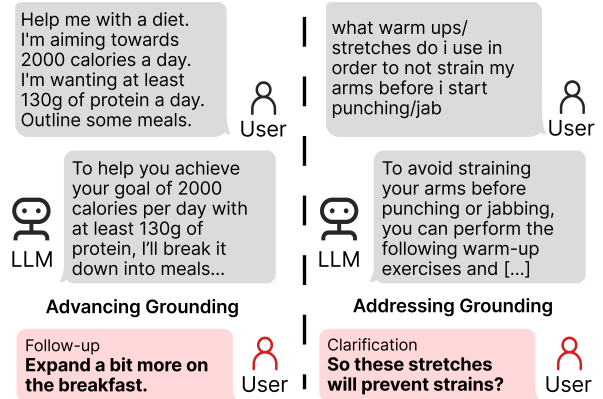 Help me with a diet.
I'm aiming towards
2000 calories a day.
I'm wanting at least
130g of protein a day.
Outline some meals.
User
To help you achieve
your goal of 2000
calories per day with
at least 130g of
protein, I'll break it
down into meals...
LLM
Advancing Grounding
Follow-up
Expand a bit more on
the breakfast.
User
what warm ups/
stretches do i use in
order to not strain my
arms before i start
punching/jab
User
To avoid straining
your arms before
punching or jabbing,
you can perform the
following warm-up
exercises and [...]
LLM
Addressing Grounding
Clarification
So these stretches
will prevent strains?
User